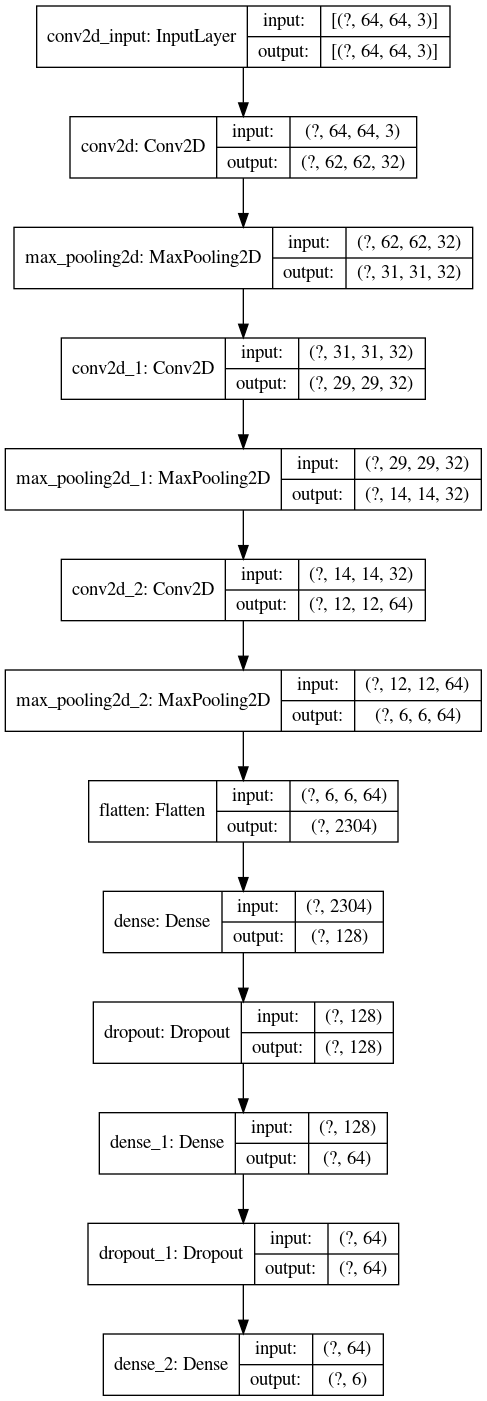 conv2d_input: InputLayer
input: [(?, 64, 64, 3)]
output: [(?, 64, 64, 3)]
conv2d: Conv2D
input: (?, 64, 64, 3)
output: (?, 62, 62, 32)
max_pooling2d: MaxPooling2D
input: (?, 62, 62, 32)
output: (?, 31, 31, 32)
conv2d_1: Conv2D
input: (?, 31, 31, 32)
output: (?, 29, 29, 32)
max_pooling2d_1: MaxPooling2D
input: (?, 29, 29, 32)
output: (?, 14, 14, 32)
conv2d_2: Conv2D
input: (?, 14, 14, 32)
output: (?, 12, 12, 64)
max_pooling2d_2: MaxPooling2D
input: (?, 12, 12, 64)
output: (?, 6, 6, 64)
flatten: Flatten
input: (?, 6, 6, 64)
output: (?, 2304)
dense: Dense
input: (?, 2304)
output: (?, 128)
dropout: Dropout
input: (?, 128)
output: (?, 128)
dense_1: Dense
input: (?, 128)
output: (?, 64)
dropout_1: Dropout
input: (?, 64)
output: (?, 64)
dense_2: Dense
input: (?, 64)
output: (?, 6)